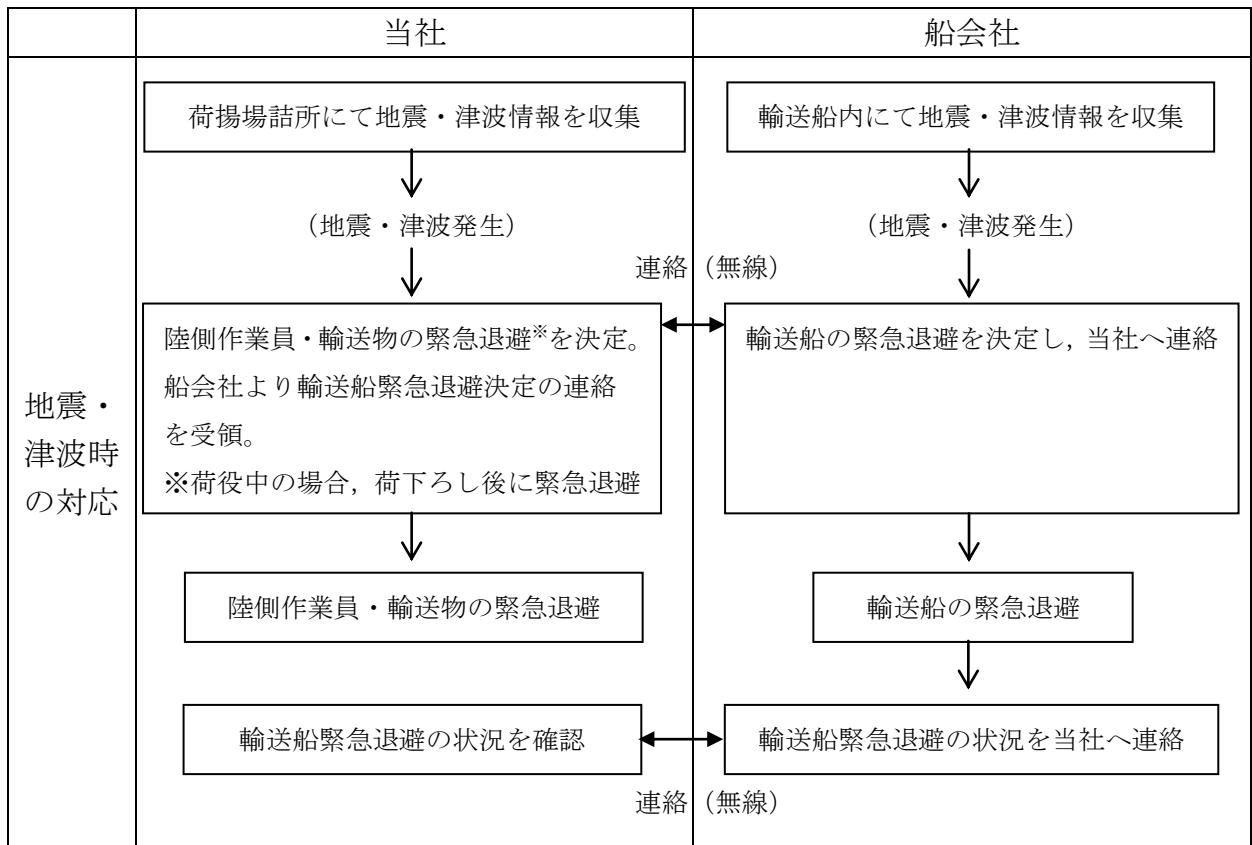 当社
船会社
地震・
津波時
の対応
荷揚場詰所にて地震・津波情報を収集
輸送船内にて地震・津波情報を収集
（地震・津波発生）
（地震・津波発生）
連絡（無線）
陸側作業員・輸送物の緊急退避※を決定。
船会社より輸送船緊急退避決定の連絡
を受領。
※荷役中の場合，荷下ろし後に緊急退避
輸送船の緊急退避を決定し，当社へ連絡
陸側作業員・輸送物の緊急退避
輸送船の緊急退避
輸送船緊急退避の状況を確認
輸送船緊急退避の状況を当社へ連絡
連絡（無線）